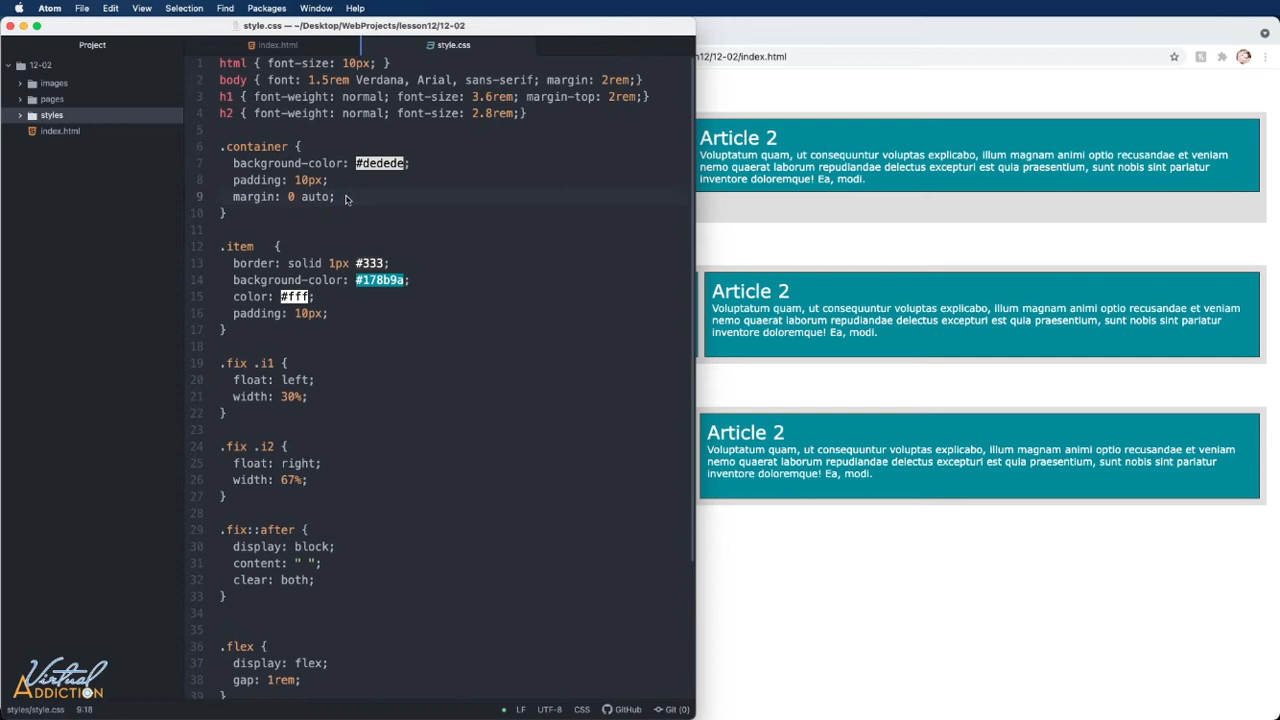 Atom File Edit View Selection Find Packages Window Help
style.css — ~/Desktop/WebProjects/lesson12/12-02
Project
index.html
style.css
12-02
images
pages
styles
index.html
1 html { font-size: 10px; }
2 body { font: 1.5rem Verdana, Arial, sans-serif; margin: 2rem;}
3 h1 { font-weight: normal; font-size: 3.6rem; margin-top: 2rem;}
4 h2 { font-weight: normal; font-size: 2.8rem;}
5
6 .container {
7 background-color: #dedede;
8 padding: 10px;
9 margin: 0 auto;
10 }
11
12 .item {
13 border: solid 1px #333;
14 background-color: #178b9a;
15 color: #fff;
16 padding: 10px;
17 }
18
19 .fix .i1 {
20 float: left;
21 width: 30%;
22 }
23
24 .fix .i2 {
25 float: right;
26 width: 67%;
27 }
28
29 .fix::after {
30 display: block;
31 content: " ";
32 clear: both;
33 }
34
35
36 .flex {
37 display: flex;
38 gap: 1rem;
39 }
Virtual
ADDICTION
styles/style.css 9:18
LF UTF-8 CSS GitHub Git (0)
12/12-02/index.html
Article 2
Voluptatum quam, ut consequuntur voluptas explicabo, illum magnam animi optio recusandae et veniam
nemo quaerat laborum repudiandae delectus excepturi est quia praesentium, sunt nobis sint pariatur
inventore dolorem! Ea, modi.
Article 2
Voluptatum quam, ut consequuntur voluptas explicabo, illum magnam animi optio recusandae et veniam
nemo quaerat laborum repudiandae delectus excepturi est quia praesentium, sunt nobis sint pariatur
inventore dolorem! Ea, modi.
Article 2
Voluptatum quam, ut consequuntur voluptas explicabo, illum magnam animi optio recusandae et veniam
nemo quaerat laborum repudiandae delectus excepturi est quia praesentium, sunt nobis sint pariatur
inventore dolorem! Ea, modi.